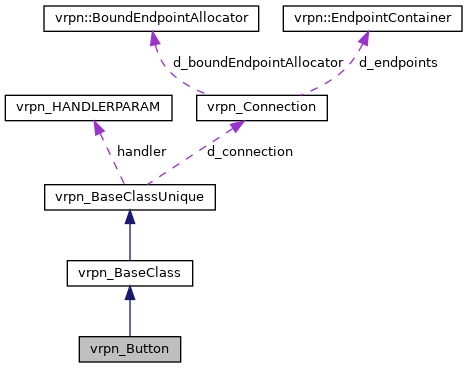 vrpn::BoundEndpointAllocator
vrpn::EndpointContainer
d_boundEndpointAllocator
d_endpoints
vrpn_HANDLERPARAM
vrpn_Connection
handler
d_connection
vrpn_BaseClassUnique
vrpn_BaseClass
vrpn_Button